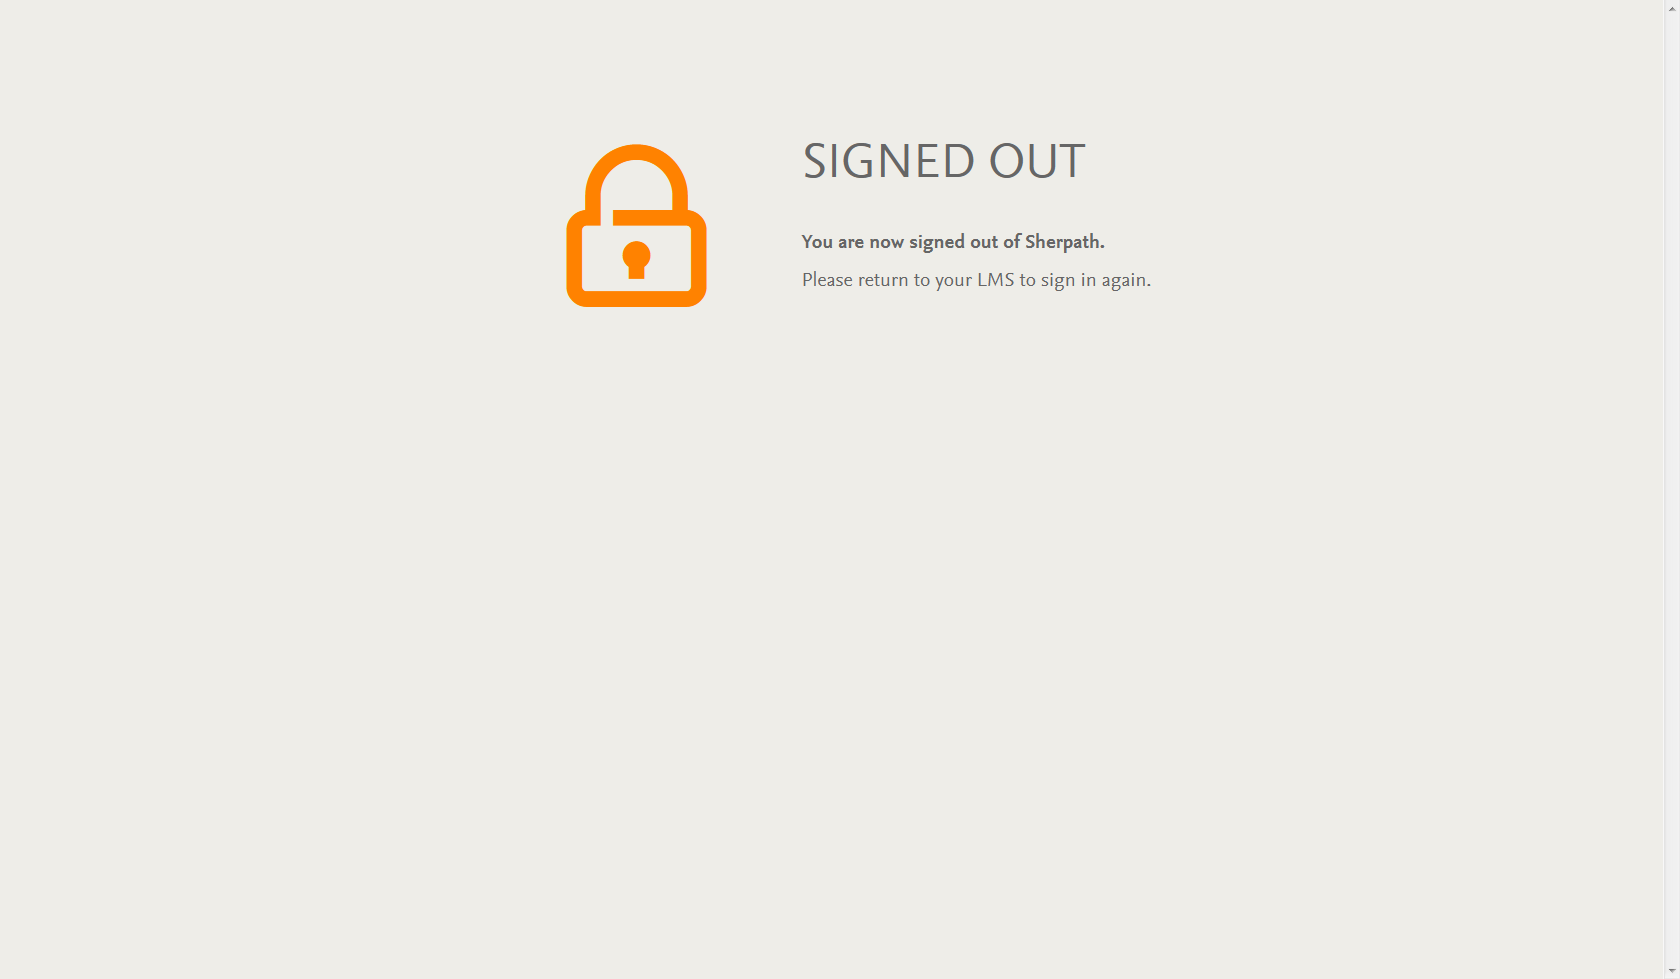 SIGNED OUT
You are now signed out of Sherpath.
Please return to your LMS to sign in again.